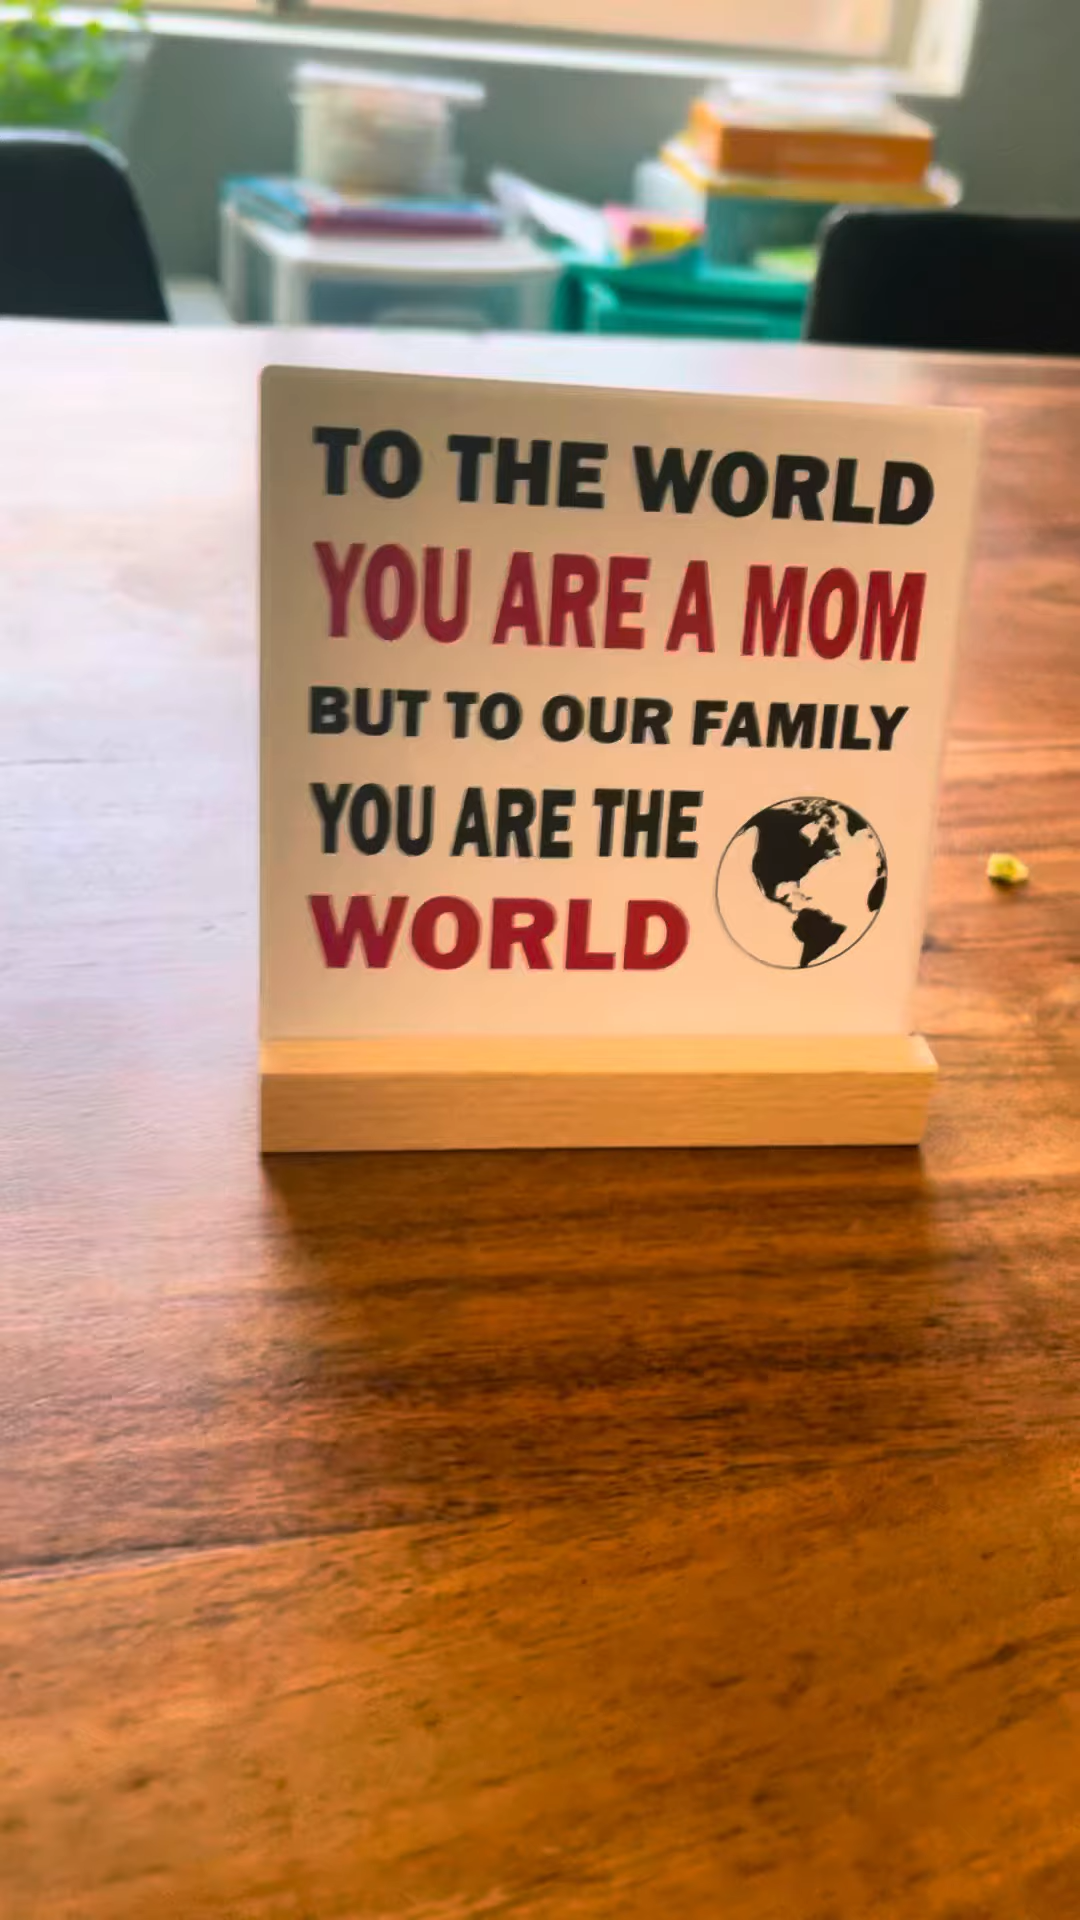 TO THE WORLD
YOU ARE A MOM
BUT TO OUR FAMILY
YOU ARE THE
WORLD